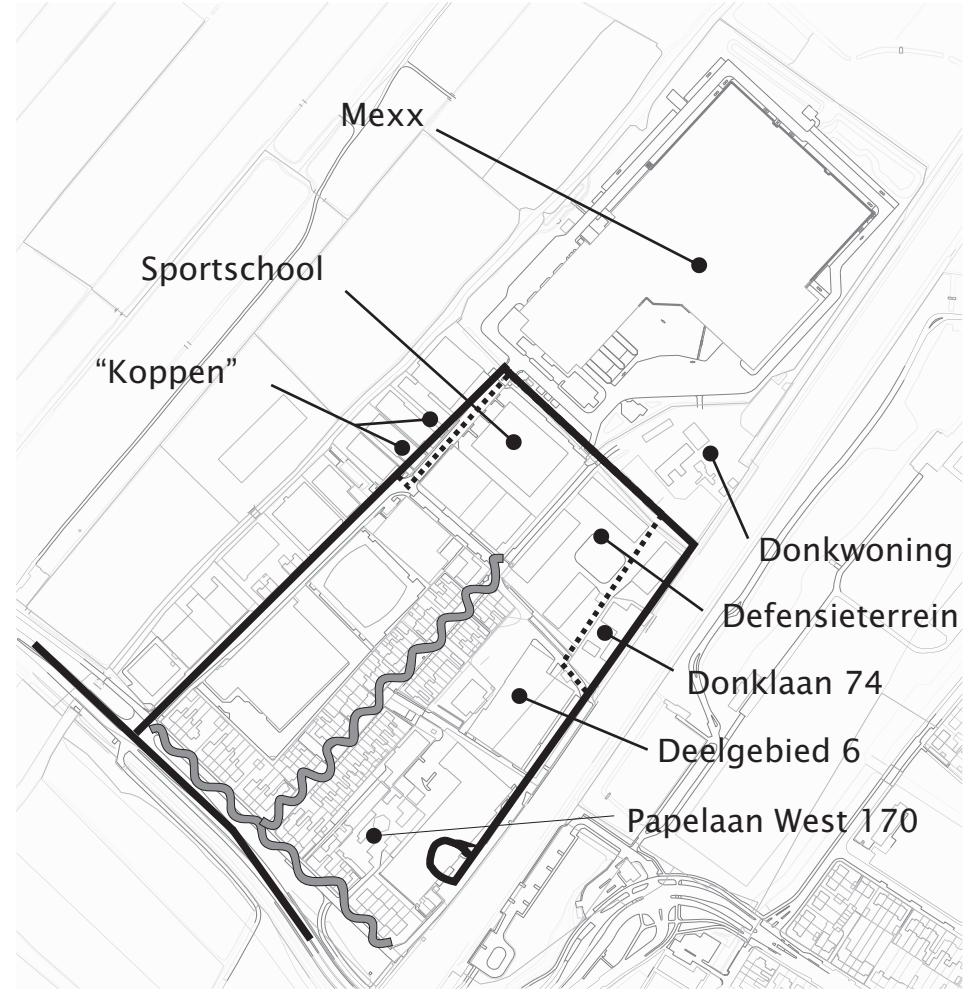 Mexx
Sportschool
“Koppen”
Donkwoning
Defensieterrein
Donklaan 74
Deelgebied 6
Papelaan West 170